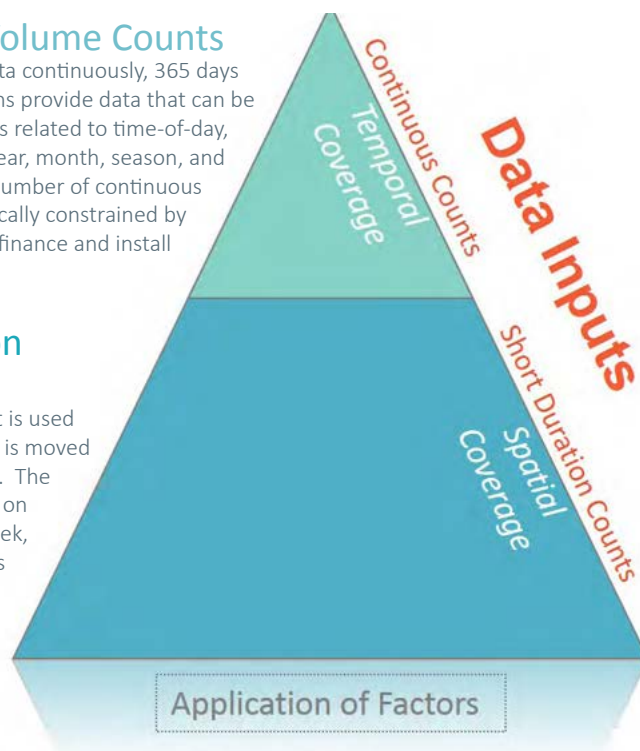 olume Counts
ta continuously, 365 days
ns provide data that can be
s related to time-of-day,
ear, month, season, and
umber of continuous
cally constrained by
finance and install
on
t is used
is moved
. The
on
ek,
s
Continuous Counts
Temporal
Coverage
Data Inputs
Short Duration Counts
Spatial
Coverage
Application of Factors